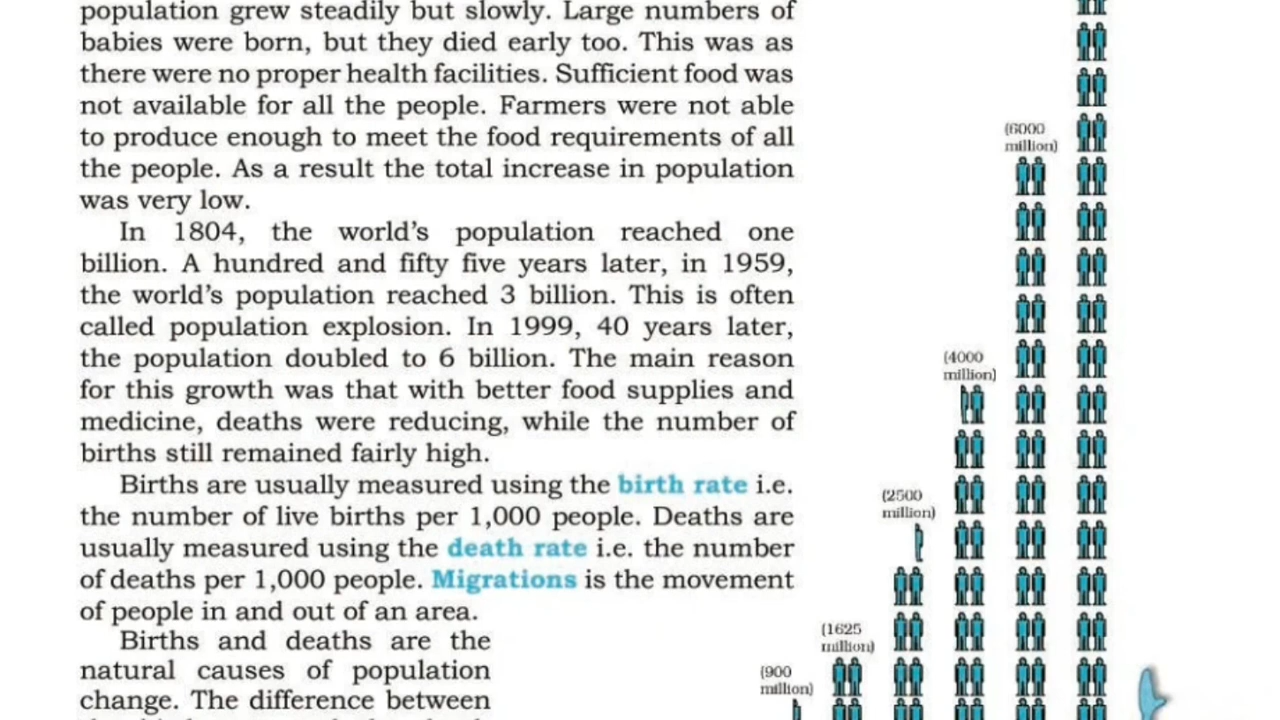 population grew steadily but slowly. Large numbers of
babies were born, but they died early too. This was as
there were no proper health facilities. Sufficient food was
not available for all the people. Farmers were not able
to produce enough to meet the food requirements of all
the people. As a result the total increase in population
was very low.
In 1804, the world's population reached one
billion. A hundred and fifty five years later, in 1959,
the world's population reached 3 billion. This is often
called population explosion. In 1999, 40 years later,
the population doubled to 6 billion. The main reason
for this growth was that with better food supplies and
medicine, deaths were reducing, while the number of
births still remained fairly high.
Births are usually measured using the birth rate i.e.
the number of live births per 1,000 people. Deaths are
usually measured using the death rate i.e. the number
of deaths per 1,000 people. Migrations is the movement
of people in and out of an area.
Births and deaths are the
natural causes of population
change. The difference between
(6000
million)
(4000
million)
(2500
million)
(1625
million)
(900
million)